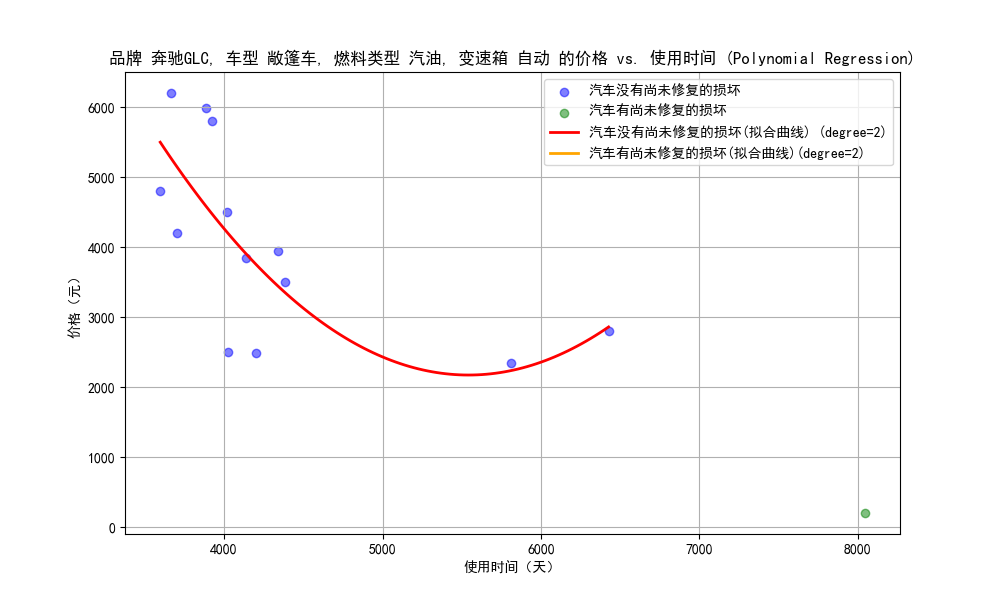 品牌 奔驰GLC, 车型 敞篷车, 燃料类型 汽油, 变速箱 自动 的价格 vs. 使用时间 (Polynomial Regression)
汽车没有尚未修复的损坏
汽车有尚未修复的损坏
汽车没有尚未修复的损坏(拟合曲线) (degree=2)
汽车有尚未修复的损坏(拟合曲线)(degree=2)
价格（元）
6000
5000
4000
3000
2000
1000
0
4000 5000 6000 7000 8000
使用时间（天）